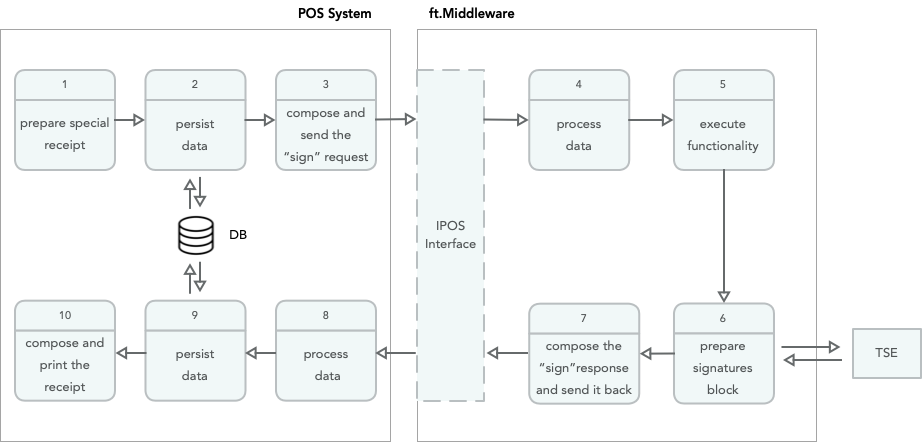 POS System
ft.Middleware
1
prepare special
receipt
2
persist
data
3
compose and
send the
“sign” request
4
process
data
5
execute
functionality
DB
IPOS
Interface
10
compose and
print the
receipt
9
persist
data
8
process
data
7
compose the
“sign”response
and send it back
6
prepare
signatures
block
TSE